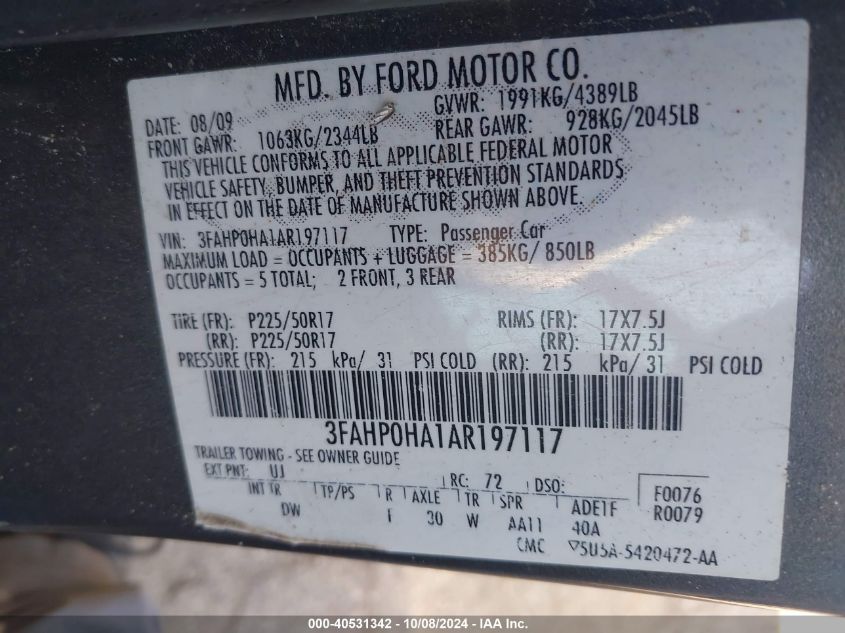 MFD. BY FORD MOTOR CO.
DATE: 08/09 GVWR: 1991KG/4389LB
FRONT GAWR: 1063KG/2344LB REAR GAWR: 928KG/2045LB
THIS VEHICLE CONFORMS TO ALL APPLICABLE FEDERAL MOTOR
VEHICLE SAFETY, BUMPER, AND THEFT PREVENTION STANDARDS
IN EFFECT ON THE DATE OF MANUFACTURE SHOWN ABOVE.
VIN: 3FAHP0HA1AR197117 TYPE: Passenger Car
MAXIMUM LOAD = OCCUPANTS + LUGGAGE = 385KG/ 850LB
OCCUPANTS = 5 TOTAL; 2 FRONT, 3 REAR
TIRE (FR): P225/50R17 RIMS (FR): 17X7.5J
(RR): P225/50R17 (RR): 17X7.5J
PRESSURE (FR): 215 kPa/ 31 PSI COLD (RR): 215 kPa/ 31 PSI COLD
3FAHP0HA1AR197117
TRAILER TOWING - SEE OWNER GUIDE
EXT PNT: UJ RC: 72 DSO:
INT TR TP/PS R AXLE TR SPR ADETF F0076
DW 30 W AA11 40A R0079
CMC 5U5A-5420472-AA
000-40531342 - 10/08/2024 - IAA Inc.